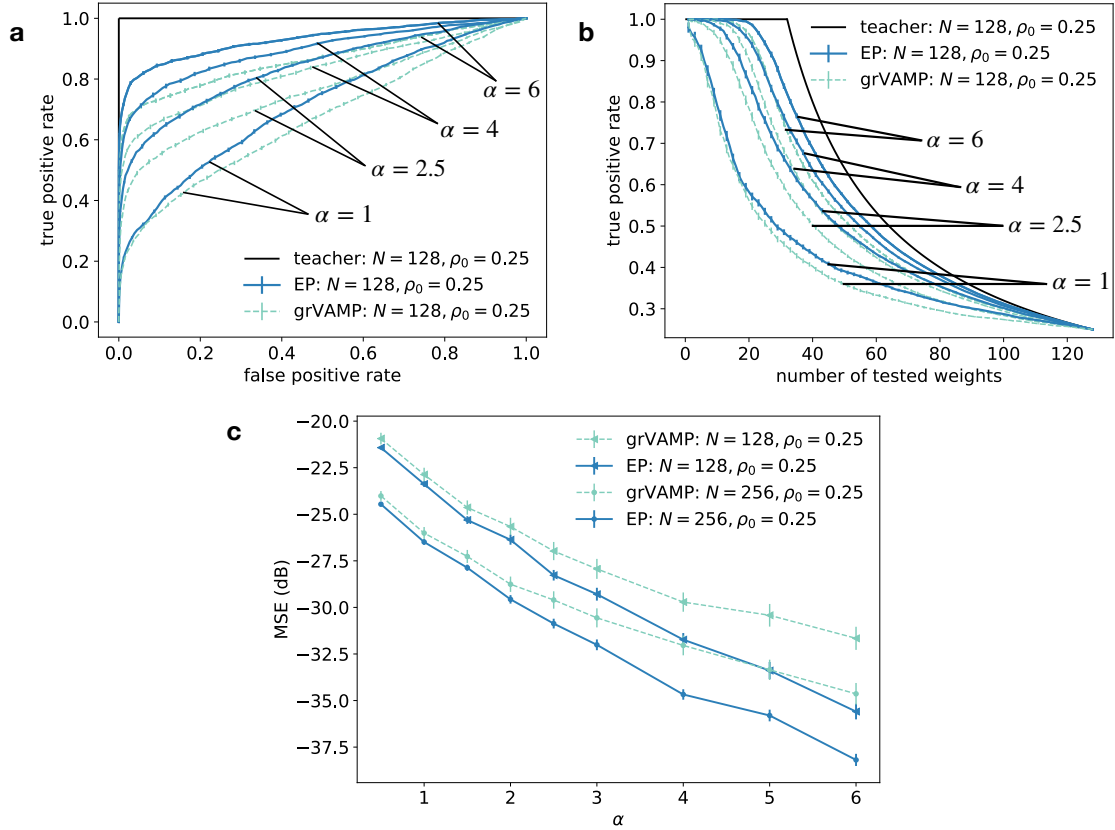 a
1.0
0.8
0.6
0.4
0.2
0.0
true positive rate
0.0
0.2
0.4
0.6
0.8
1.0
false positive rate
α = 6
α = 4
α = 2.5
α = 1
teacher: N = 128, ρ₀ = 0.25
EP: N = 128, ρ₀ = 0.25
grVAMP: N = 128, ρ₀ = 0.25
b
1.0
0.9
0.8
0.7
0.6
0.5
0.4
0.3
true positive rate
0
20
40
60
80
100
120
number of tested weights
teacher: N = 128, ρ₀ = 0.25
EP: N = 128, ρ₀ = 0.25
grVAMP: N = 128, ρ₀ = 0.25
α = 6
α = 4
α = 2.5
α = 1
c
−20.0
−22.5
−25.0
−27.5
−30.0
−32.5
−35.0
−37.5
MSE (dB)
1
2
3
4
5
6
α
grVAMP: N = 128, ρ₀ = 0.25
EP: N = 128, ρ₀ = 0.25
grVAMP: N = 256, ρ₀ = 0.25
EP: N = 256, ρ₀ = 0.25